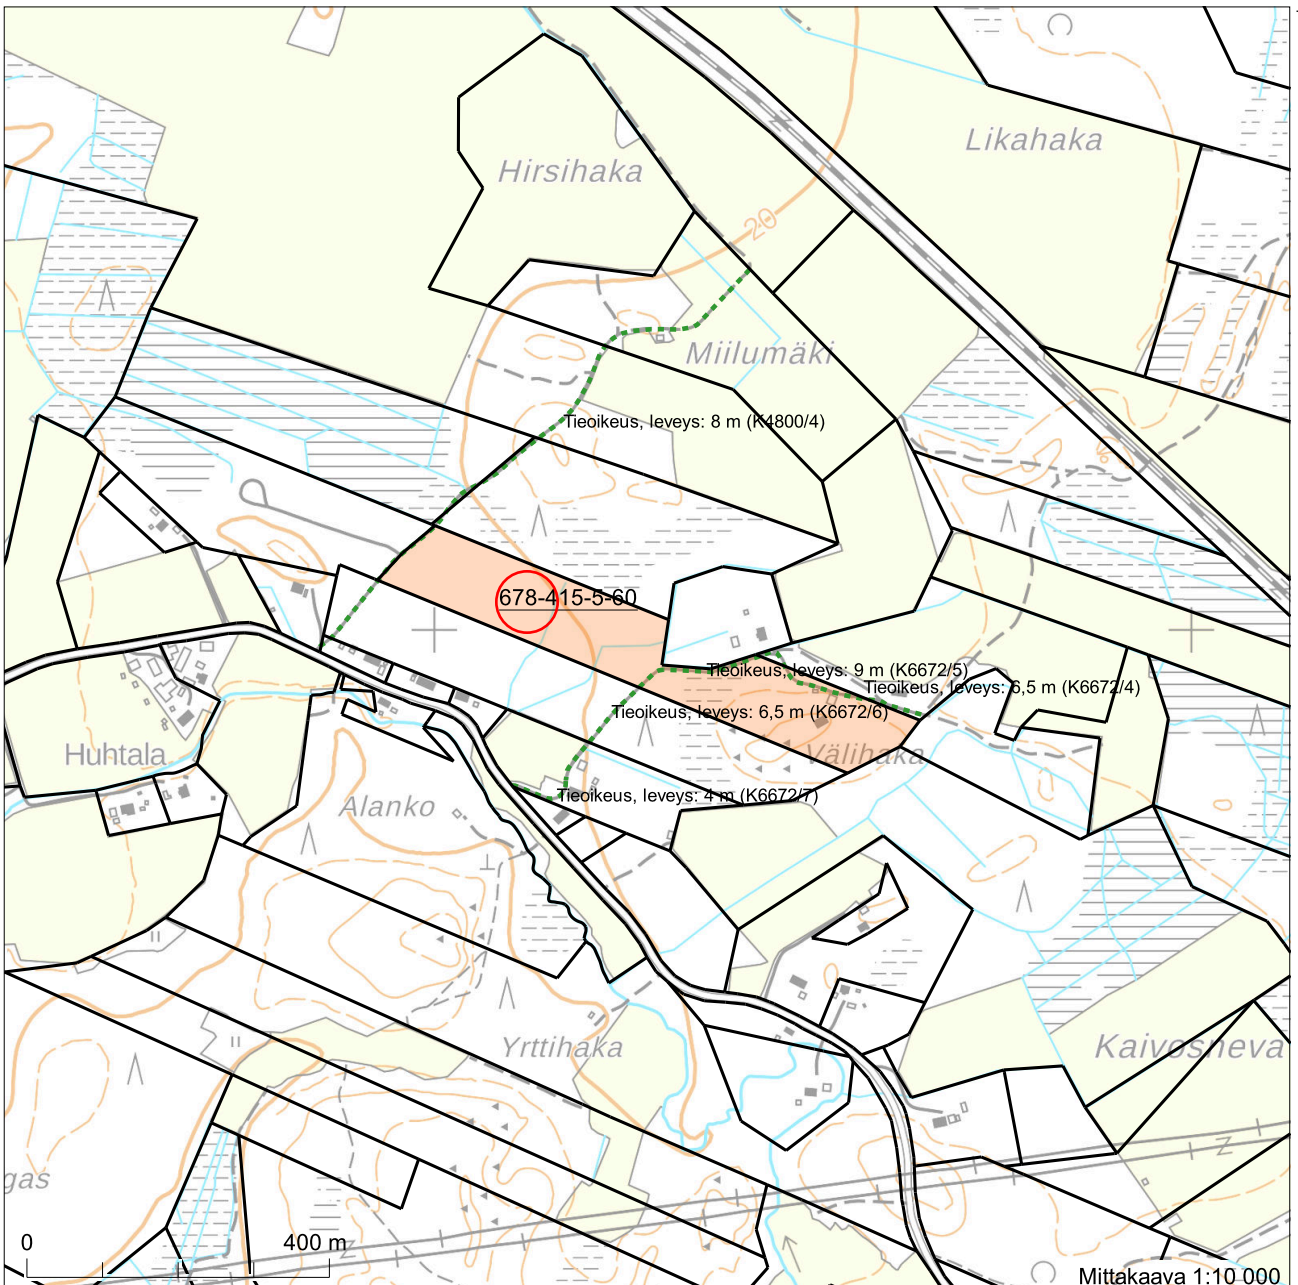 Likahaka
Hirsihaka
20
Miilumäki
Tieoikeus, leveys: 8 m (K4800/4)
678-415-5-60
Tieoikeus, leveys: 9 m (K6672/5)
Tieoikeus, leveys: 6,5 m (K6672/4)
Tieoikeus, leveys: 6,5 m (K6672/6)
Välihaka
Huhtala
Tieoikeus, leveys: 4 m (K6672/7)
Alanko
Yrttihaka
Kaivosneva
gas
0 400 m
Mittakaava 1:10 000